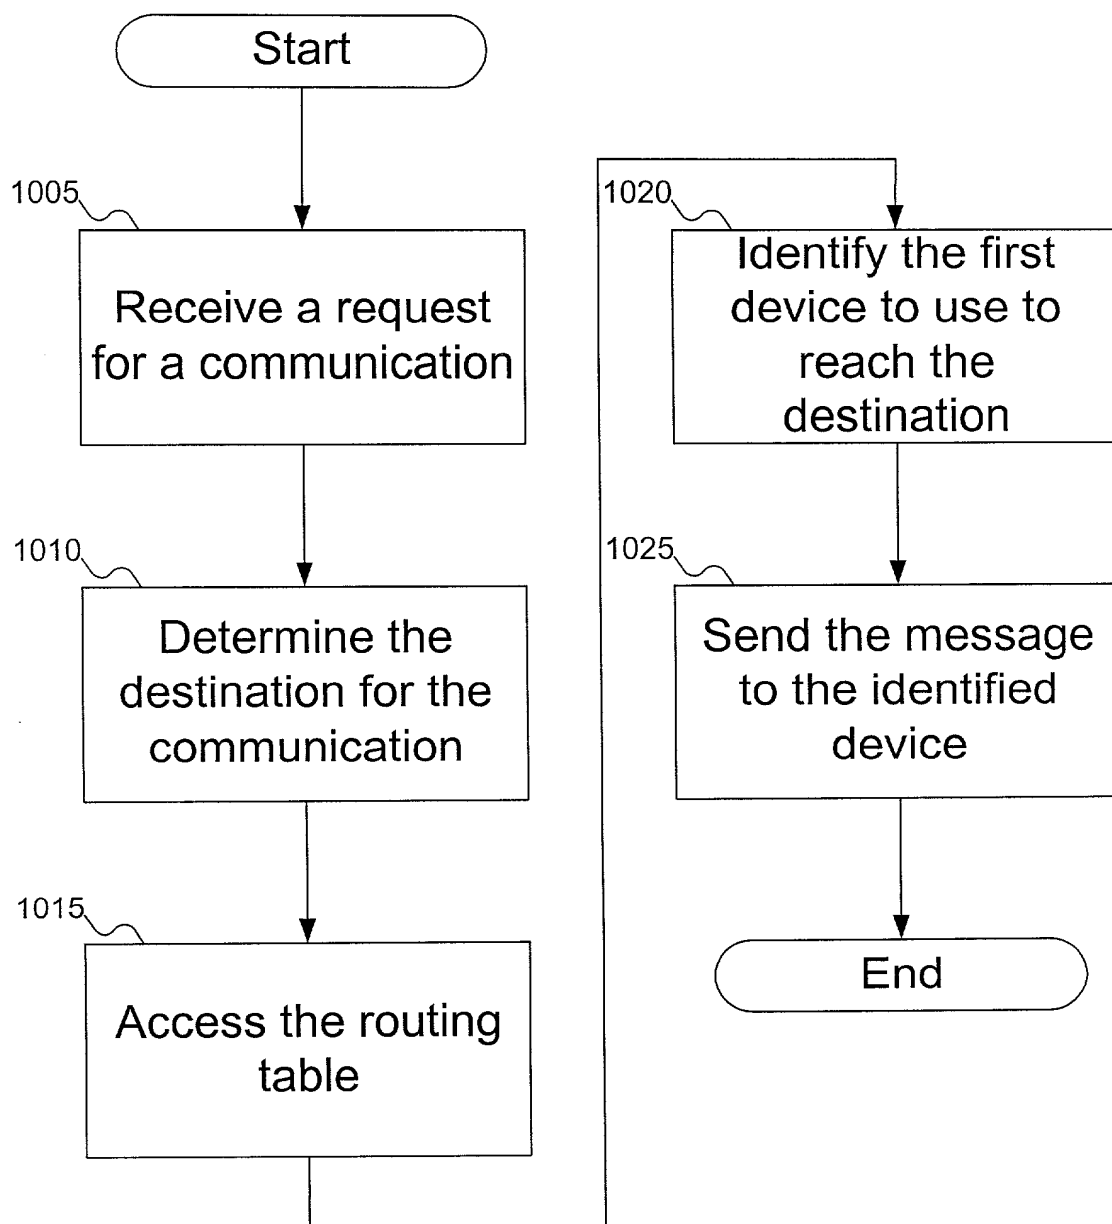 Start
1005
Receive a request
for a communication
1010
Determine the
destination for the
communication
1015
Access the routing
table
1020
Identify the first
device to use to
reach the
destination
1025
Send the message
to the identified
device
End